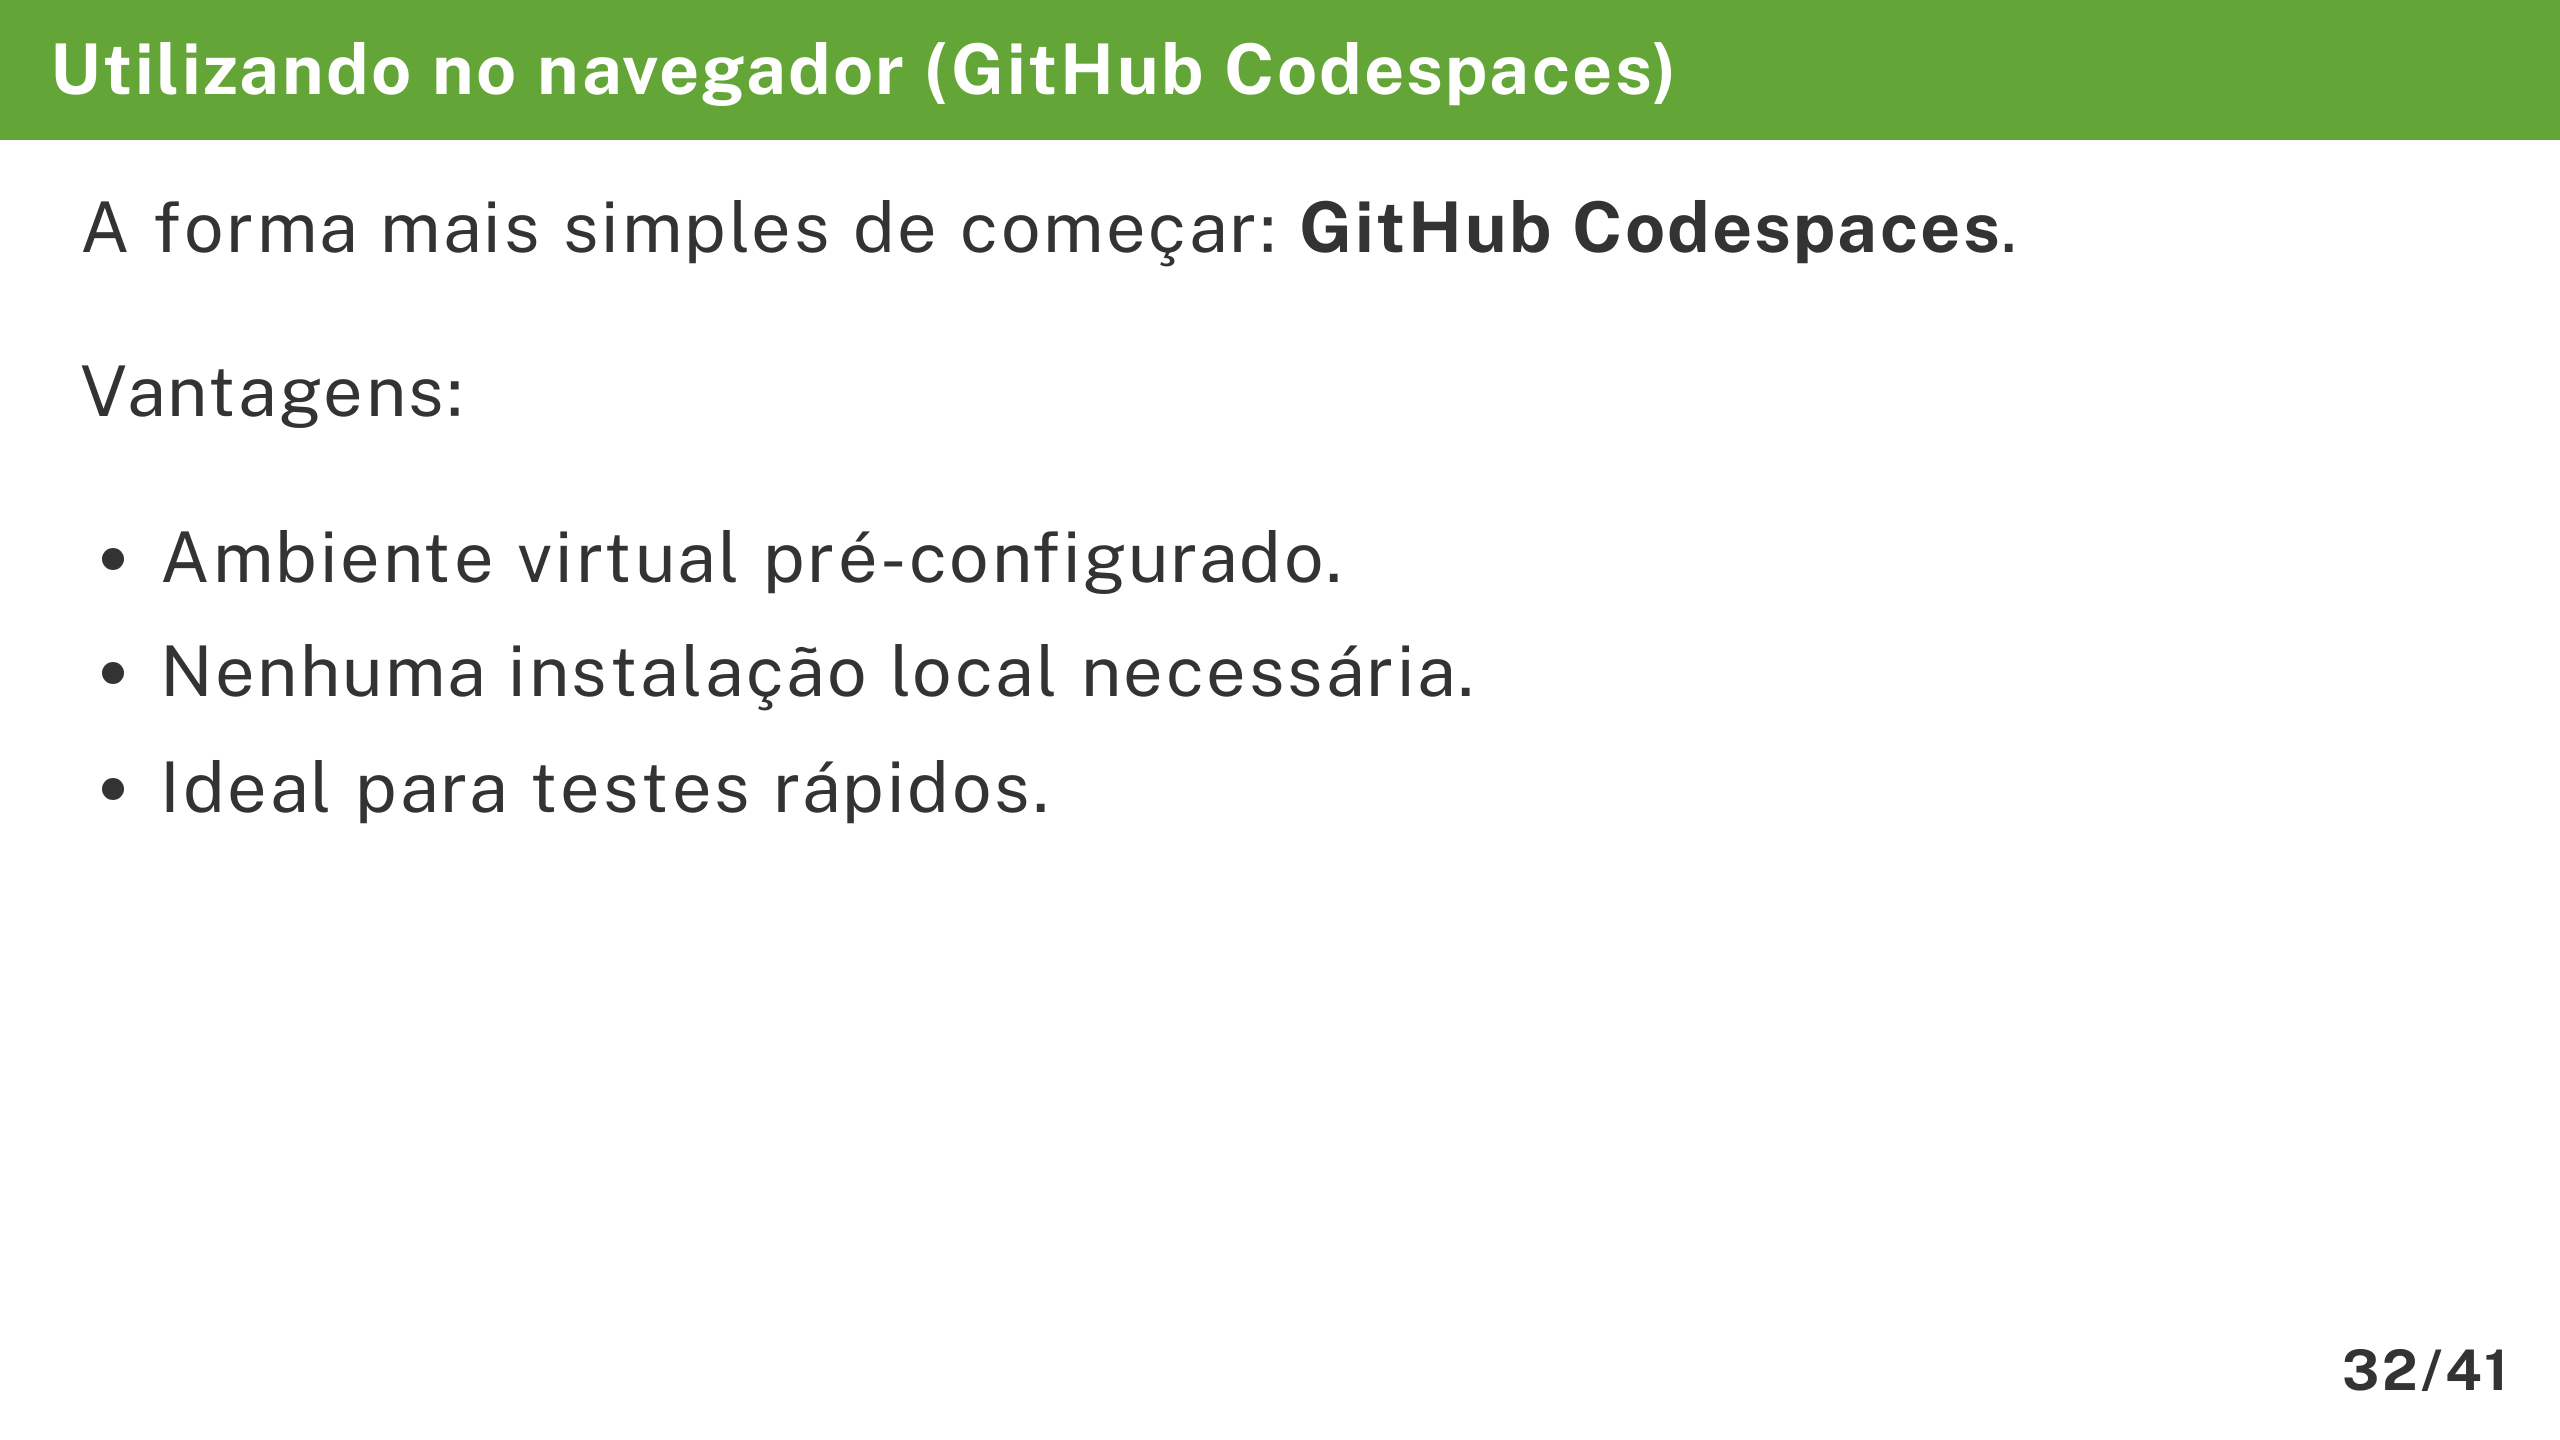 Utilizando no navegador (GitHub Codespaces)
A forma mais simples de começar: GitHub Codespaces.
Vantagens:
• Ambiente virtual pré-configurado.
• Nenhuma instalação local necessária.
• Ideal para testes rápidos.
32/41